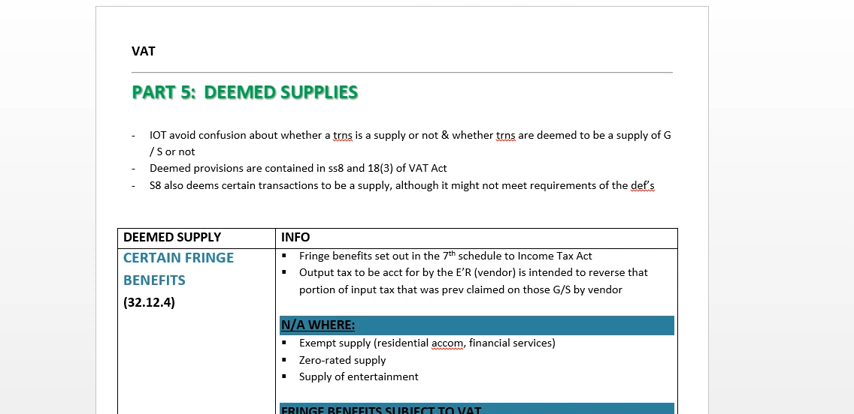 VAT
PART 5: DEEMED SUPPLIES
- IOT avoid confusion about whether a trns is a supply or not & whether trns are deemed to be a supply of G
/ S or not
- Deemed provisions are contained in ss8 and 18(3) of VAT Act
- S8 also deems certain transactions to be a supply, although it might not meet requirements of the def's
DEEMED SUPPLY
INFO
CERTAIN FRINGE
BENEFITS
(32.12.4)
▪ Fringe benefits set out in the 7th schedule to Income Tax Act
▪ Output tax to be acct for by the E'R (vendor) is intended to reverse that
portion of input tax that was prev claimed on those G/S by vendor
N/A WHERE:
▪ Exempt supply (residential accom, financial services)
▪ Zero-rated supply
▪ Supply of entertainment
FRINGE BENEFITS SUBJECT TO VAT